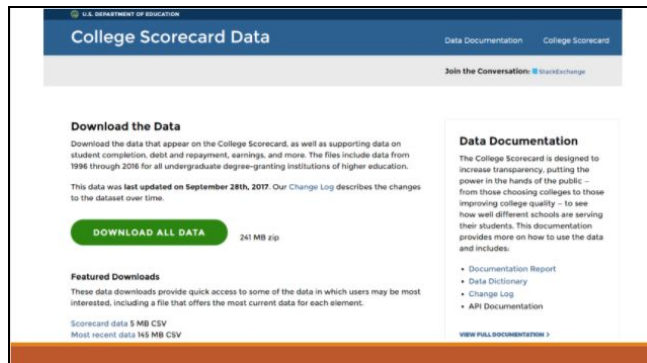 U.S. DEPARTMENT OF EDUCATION
College Scorecard Data
Data Documentation
College Scorecard
Join the Conversation: StackExchange
Download the Data
Download the data that appear on the College Scorecard, as well as supporting data on
student completion, debt and repayment, earnings, and more. The files include data from
1996 through 2016 for all undergraduate degree-granting institutions of higher education.
This data was last updated on September 28th, 2017. Our Change Log describes the changes
to the dataset over time.
DOWNLOAD ALL DATA
241 MB zip
Featured Downloads
These data downloads provide quick access to some of the data in which users may be most
interested, including a file that offers the most current data for each element.
Scorecard data 5 MB CSV
Most recent data 145 MB CSV
Data Documentation
The College Scorecard is designed to
increase transparency, putting the
power in the hands of the public –
from those choosing colleges to those
improving college quality – to see
how well different schools are serving
their students. This documentation
provides more on how to use the data
and includes:
• Documentation Report
• Data Dictionary
• Change Log
• API Documentation
VIEW FULL DOCUMENTATION >